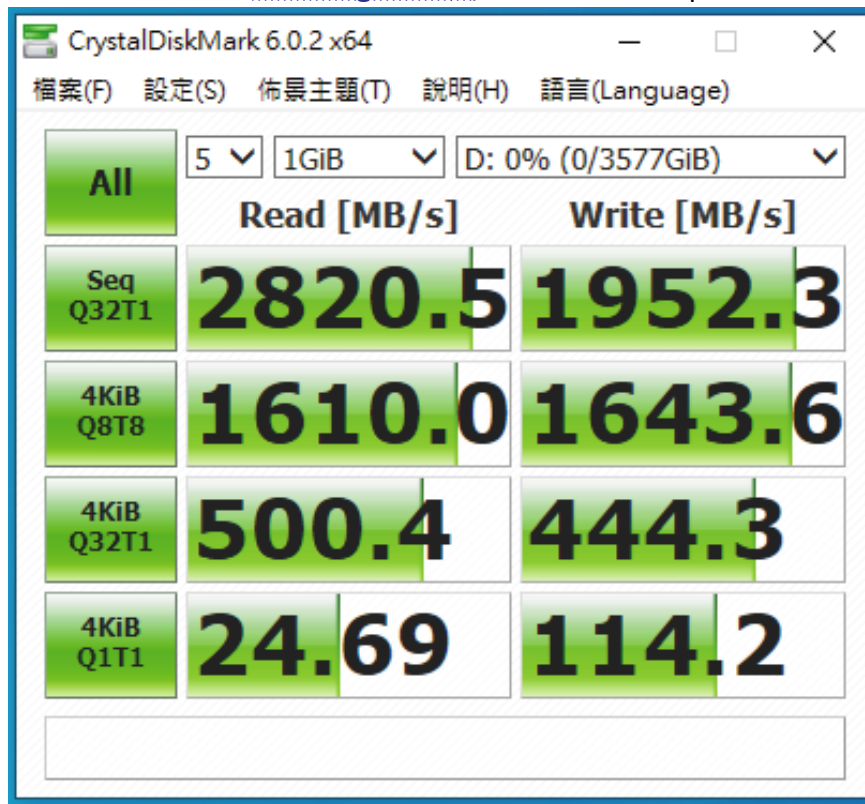 CrystalDiskMark 6.0.2 x64
檔案(F) 設定(S) 佈景主題(T) 說明(H) 語言(Language)
All 5 1GiB D: 0% (0/3577GiB)
Read [MB/s] Write [MB/s]
Seq Q32T1 2820.5 1952.3
4KiB Q8T8 1610.0 1643.6
4KiB Q32T1 500.4 444.3
4KiB Q1T1 24.69 114.2